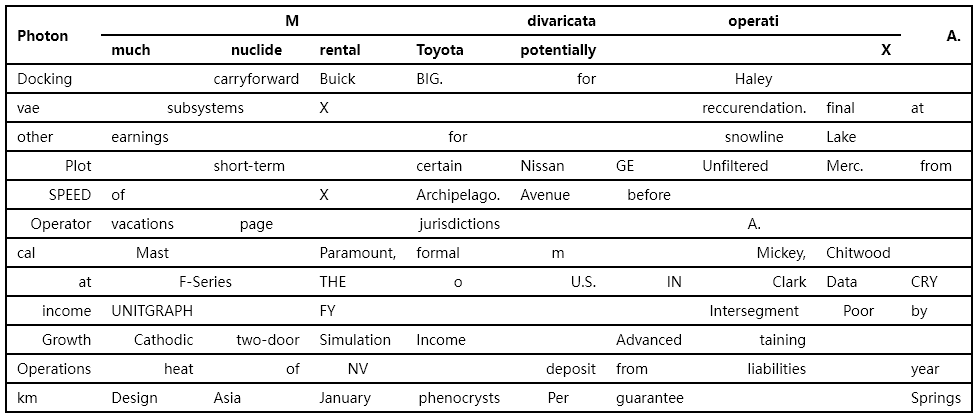 M divaricata operati
Photon A.
much nuclide rental Toyota potentially X
Docking carryforward Buick BIG. for Haley
vae subsystems X reccurendation. final at
other earnings for snowline Lake
Plot short-term certain Nissan GE Unfiltered Merc. from
SPEED of X Archipelago. Avenue before
Operator vacations page jurisdictions A.
cal Mast Paramount, formal m Mickey, Chitwood
at F-Series THE o U.S. IN Clark Data CRY
income UNITGRAPH FY Intersegment Poor by
Growth Cathodic two-door Simulation Income Advanced taining
Operations heat of NV deposit from liabilities year
km Design Asia January phenocrysts Per guarantee Springs